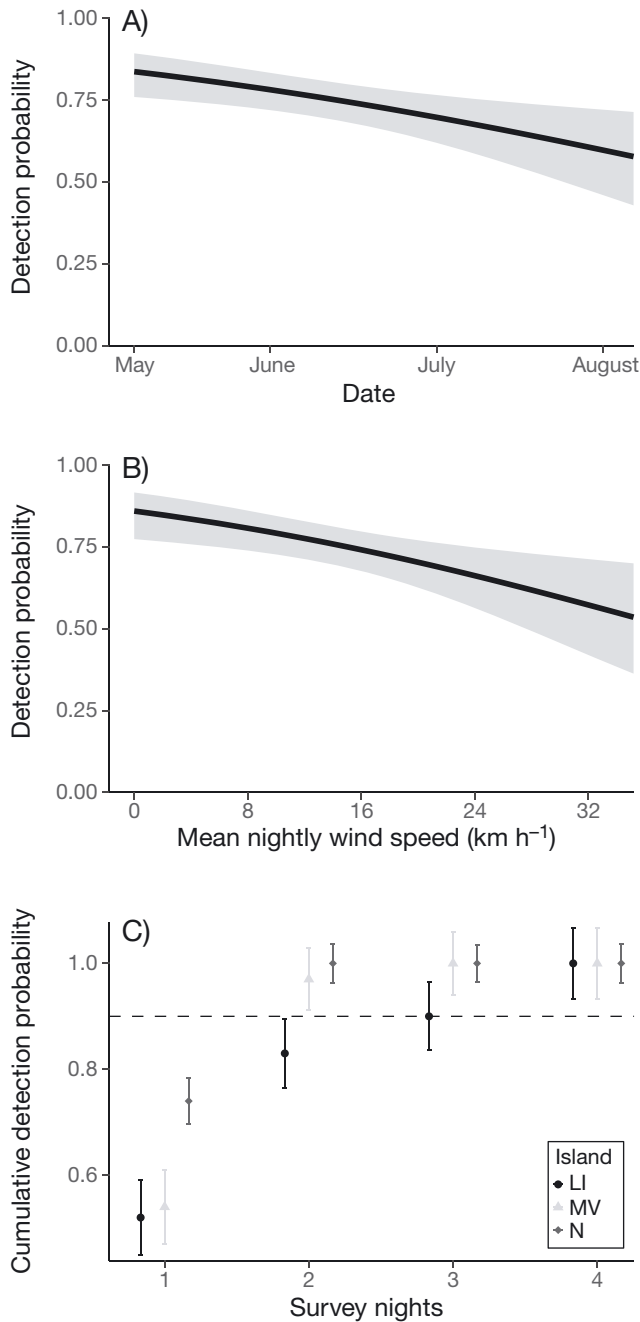 A)
Detection probability
1.00
0.75
0.50
0.25
0.00
May June July August
Date
B)
Detection probability
1.00
0.75
0.50
0.25
0.00
0 8 16 24 32
Mean nightly wind speed (km h⁻¹)
C)
Cumulative detection probability
1.0
0.8
0.6
Island
LI
MV
N
1 2 3 4
Survey nights